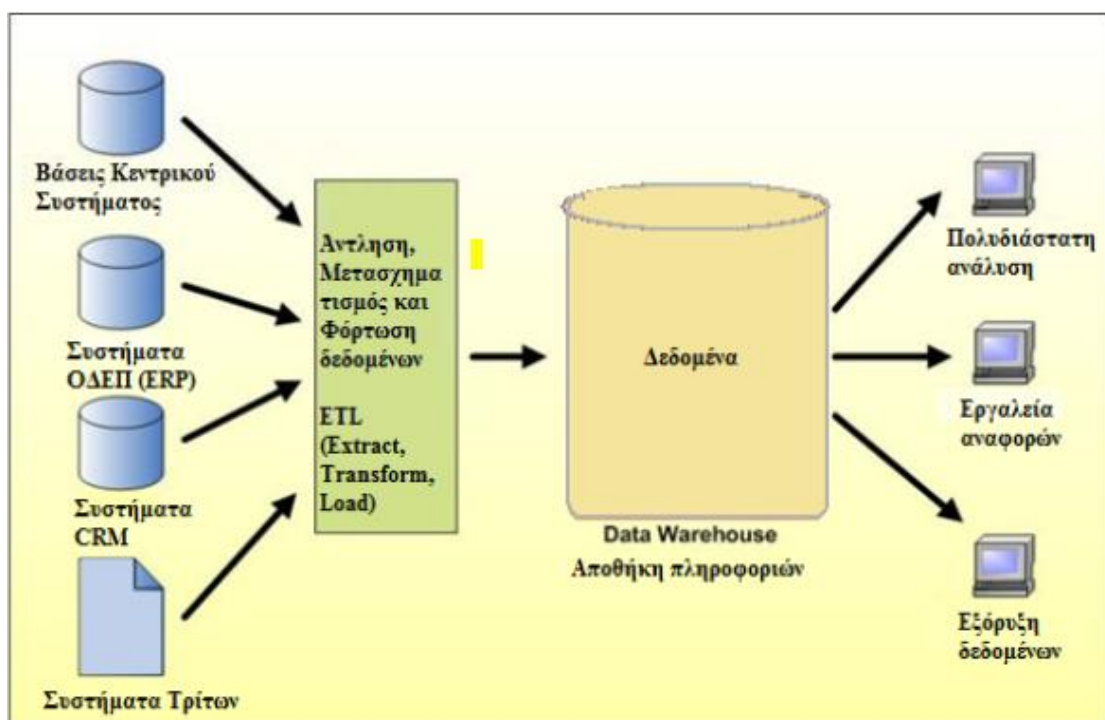 Βάσεις Κεντρικού
Συστήματος
Συστήματα
ΟΔΕΠ (ERP)
Συστήματα
CRM
Συστήματα Τρίτων
Άντληση,
Μετασχημα
τισμός και
Φόρτωση
δεδομένων
ETL
(Extract,
Transform,
Load)
Δεδομένα
Data Warehouse
Αποθήκη πληροφοριών
Πολυδιάστατη
ανάλυση
Εργαλεία
αναφορών
Εξόρυξη
δεδομένων